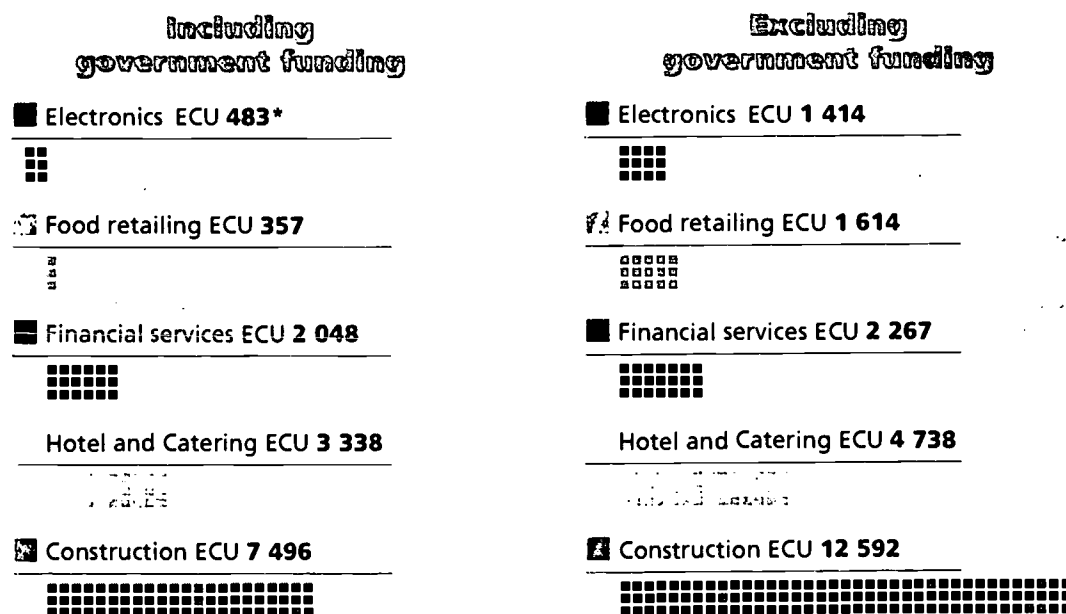 Including
government funding
Electronics ECU 483*
Food retailing ECU 357
Financial services ECU 2 048
Hotel and Catering ECU 3 338
Construction ECU 7 496
Excluding
government funding
Electronics ECU 1 414
Food retailing ECU 1 614
Financial services ECU 2 267
Hotel and Catering ECU 4 738
Construction ECU 12 592